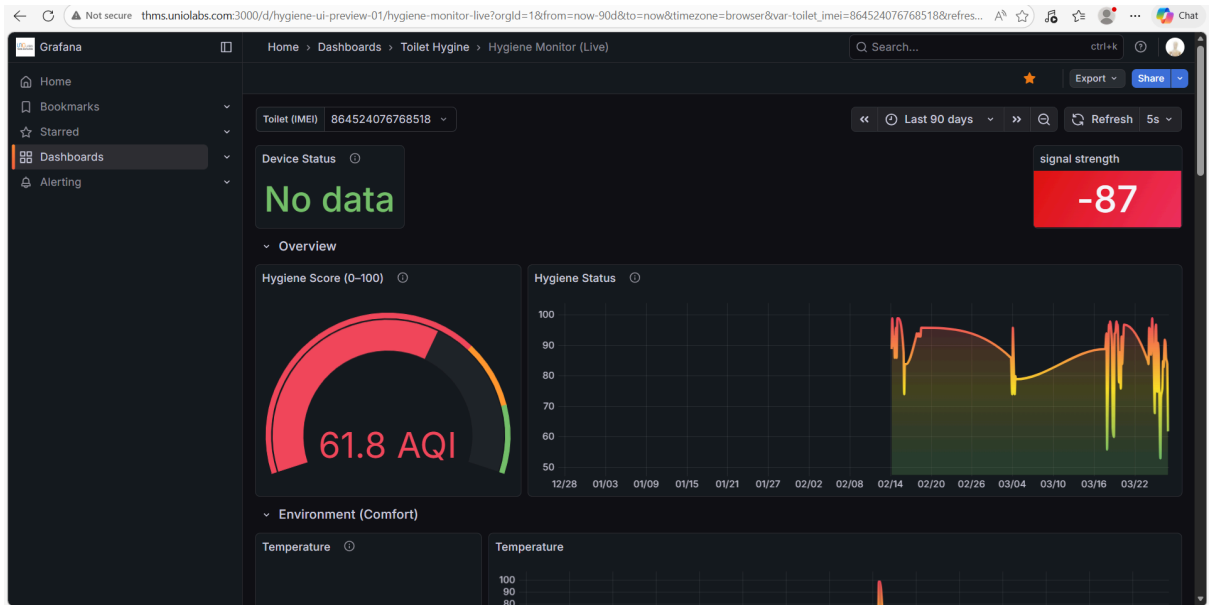 Not secure thms.uniolabs.com:3000/d/hygiene-ui-preview-01/hygiene-monitor-live?orgId=1&from=now-90d&to=now&timezone=browser&var-toilet_imei=864524076768518&refres...
Chat
Grafana
Home › Dashboards › Toilet Hygine › Hygiene Monitor (Live)
Search...
ctrl+k
Home
Bookmarks
Starred
Dashboards
Alerting
Export
Share
Toilet (IMEI) 864524076768518
Last 90 days
Refresh 5s
Device Status
No data
signal strength
-87
Overview
Hygiene Score (0–100)
61.8 AQI
Hygiene Status
100
90
80
70
60
50
12/28 01/03 01/09 01/15 01/21 01/27 02/02 02/08 02/14 02/20 02/26 03/04 03/10 03/16 03/22
Environment (Comfort)
Temperature
Temperature
100
90
80